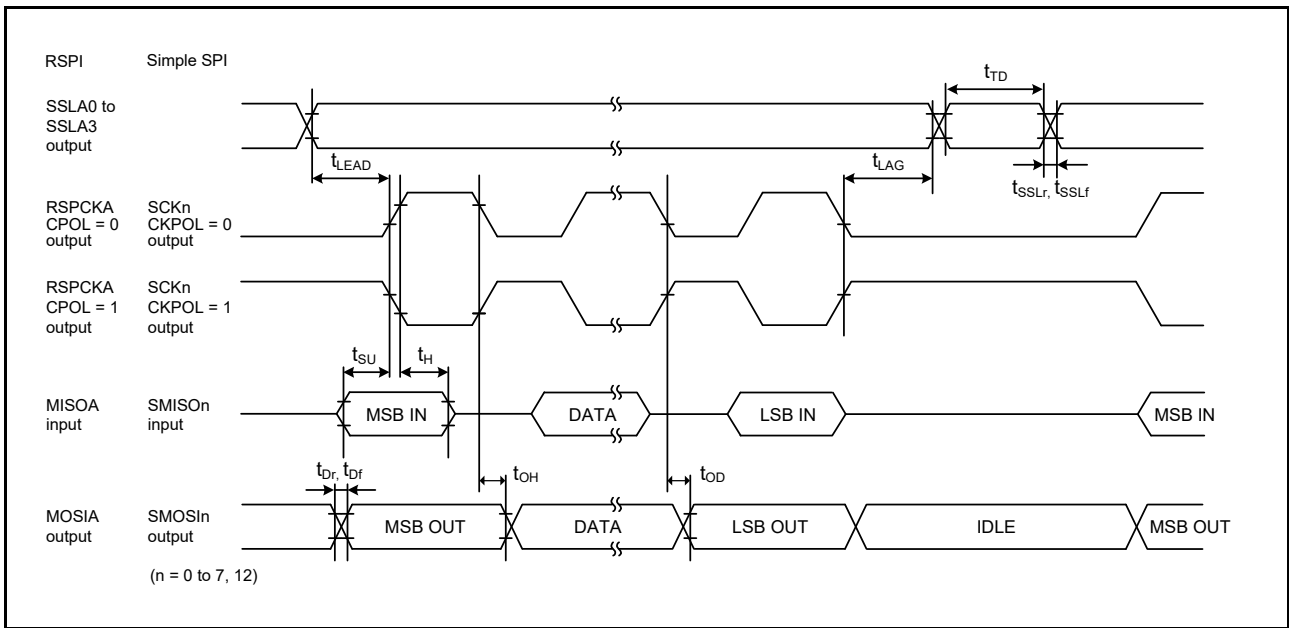 RSPI Simple SPI
tTD
SSLA0 to
SSLA3
output
tLEAD
tLAG
tSSLr, tSSLf
RSPCKA SCKn
CPOL = 0 CKPOL = 0
output output
RSPCKA SCKn
CPOL = 1 CKPOL = 1
output output
tSU tH
MISOA SMISOn
input input
MSB IN DATA LSB IN MSB IN
tDr, tDf tOH tOD
MOSIA SMOSIn
output output
MSB OUT DATA LSB OUT IDLE MSB OUT
(n = 0 to 7, 12)